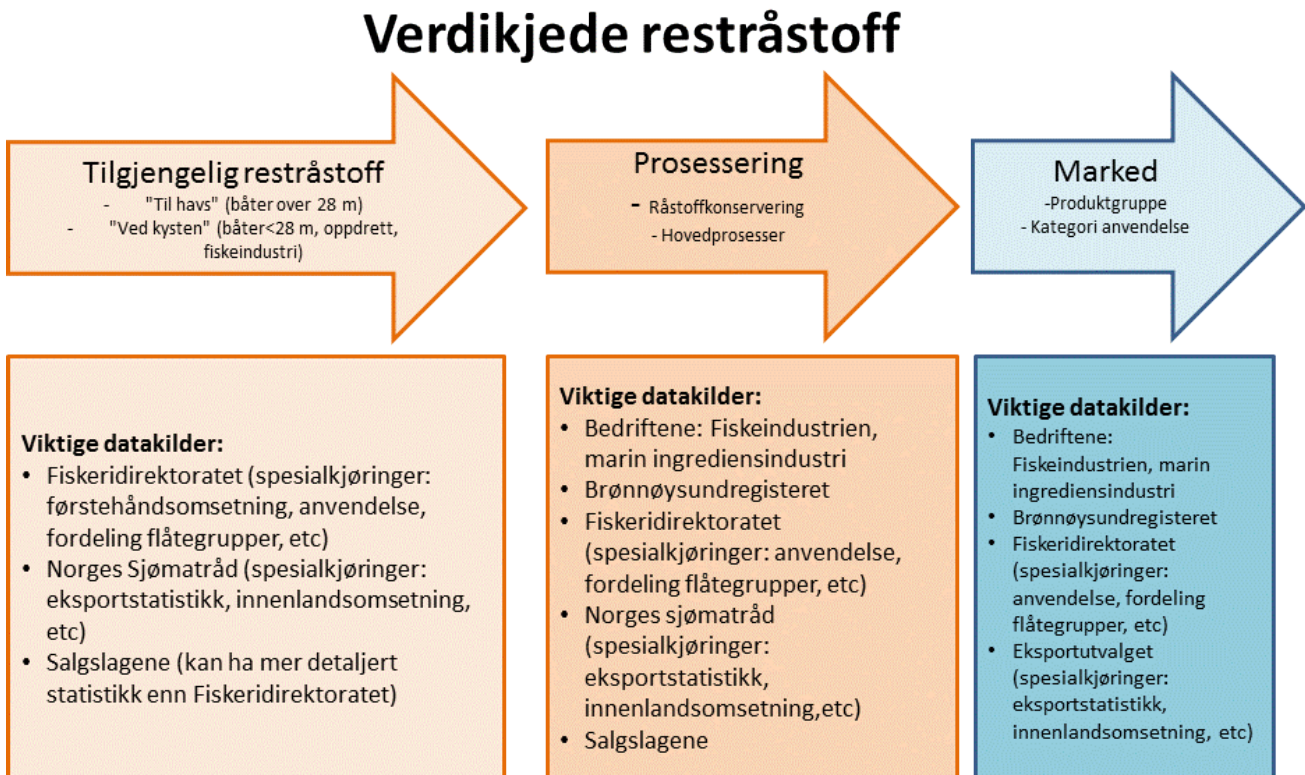 Verdikjede restråstoff
Tilgjengelig restråstoff
- "Til havs" (båter over 28 m)
- "Ved kysten" (båter<28 m, oppdrett,
fiskeindustri)
Prosessering
- Råstoffkonservering
- Hovedprosesser
Marked
-Produktgruppe
- Kategori anvendelse
Viktige datakilder:
• Fiskeridirektoratet (spesialkjøringer:
førstehåndsomsetning, anvendelse,
fordeling flåtegrupper, etc)
• Norges Sjømatråd (spesialkjøringer:
eksportstatistikk, innenlandsomsetning,
etc)
• Salgslagene (kan ha mer detaljert
statistikk enn Fiskeridirektoratet)
Viktige datakilder:
• Bedriftene: Fiskeindustrien,
marin ingrediensindustri
• Brønnøysundregisteret
• Fiskeridirektoratet
(spesialkjøringer: anvendelse,
fordeling flåtegrupper, etc)
• Norges sjømatråd
(spesialkjøringer:
eksportstatistikk,
innenlandsomsetning,etc)
• Salgslagene
Viktige datakilder:
• Bedriftene:
Fiskeindustrien, marin
ingrediensindustri
• Brønnøysundregisteret
• Fiskeridirektoratet
(spesialkjøringer:
anvendelse, fordeling
flåtegrupper, etc)
• Eksportutvalget
(spesialkjøringer:
eksportstatistikk,
innenlandsomsetning, etc)